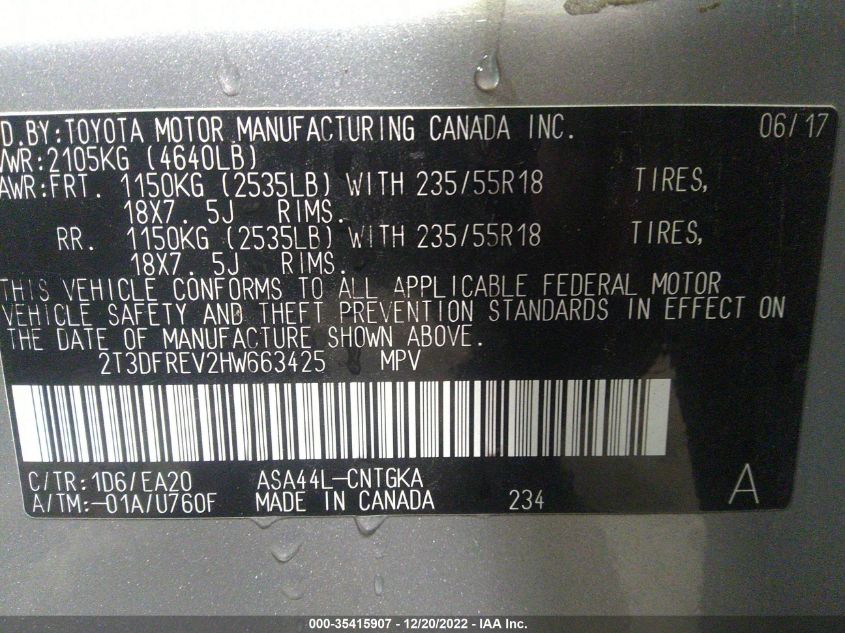 D.BY:TOYOTA MOTOR MANUFACTURING CANADA INC. 06/17
VWR:2105KG (4640LB)
AWR:FRT. 1150KG (2535LB) WITH 235/55R18 TIRES,
18X7. 5J RIMS.
RR. 1150KG (2535LB) WITH 235/55R18 TIRES,
18X7. 5J RIMS.
THIS VEHICLE CONFORMS TO ALL APPLICABLE FEDERAL MOTOR
VEHICLE SAFETY AND THEFT PREVENTION STANDARDS IN EFFECT ON
THE DATE OF MANUFACTURE SHOWN ABOVE.
2T3DFREV2HW663425 MPV
C/TR:1D6/EA20 ASA44L-CNTGKA A
A/TM:-01A/U760F MADE IN CANADA 234
000-35415907 - 12/20/2022 - IAA Inc.